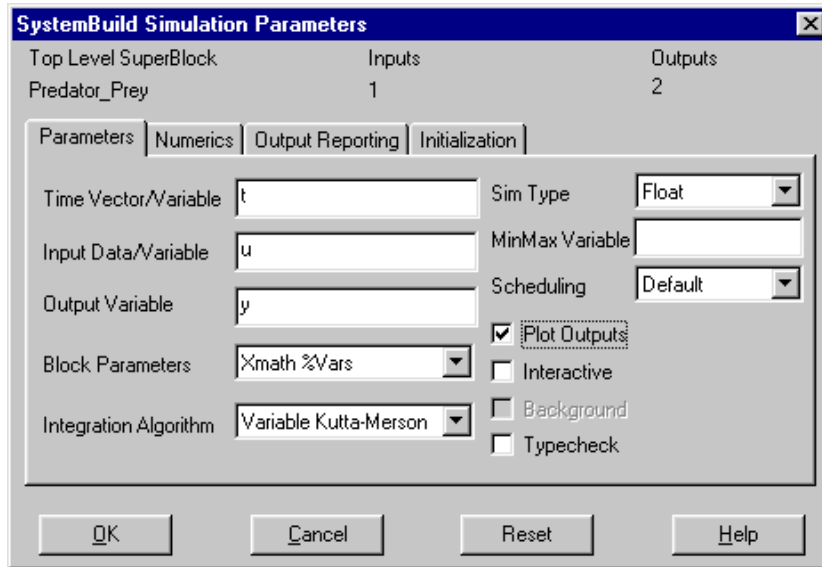 SystemBuild Simulation Parameters
Top Level SuperBlock Inputs Outputs
Predator_Prey 1 2
Parameters Numerics Output Reporting Initialization
Time Vector/Variable t
Input Data/Variable u
Output Variable y
Block Parameters Xmath %Vars
Integration Algorithm Variable Kutta-Merson
Sim Type Float
MinMax Variable
Scheduling Default
Plot Outputs
Interactive
Background
Typecheck
OK Cancel Reset Help